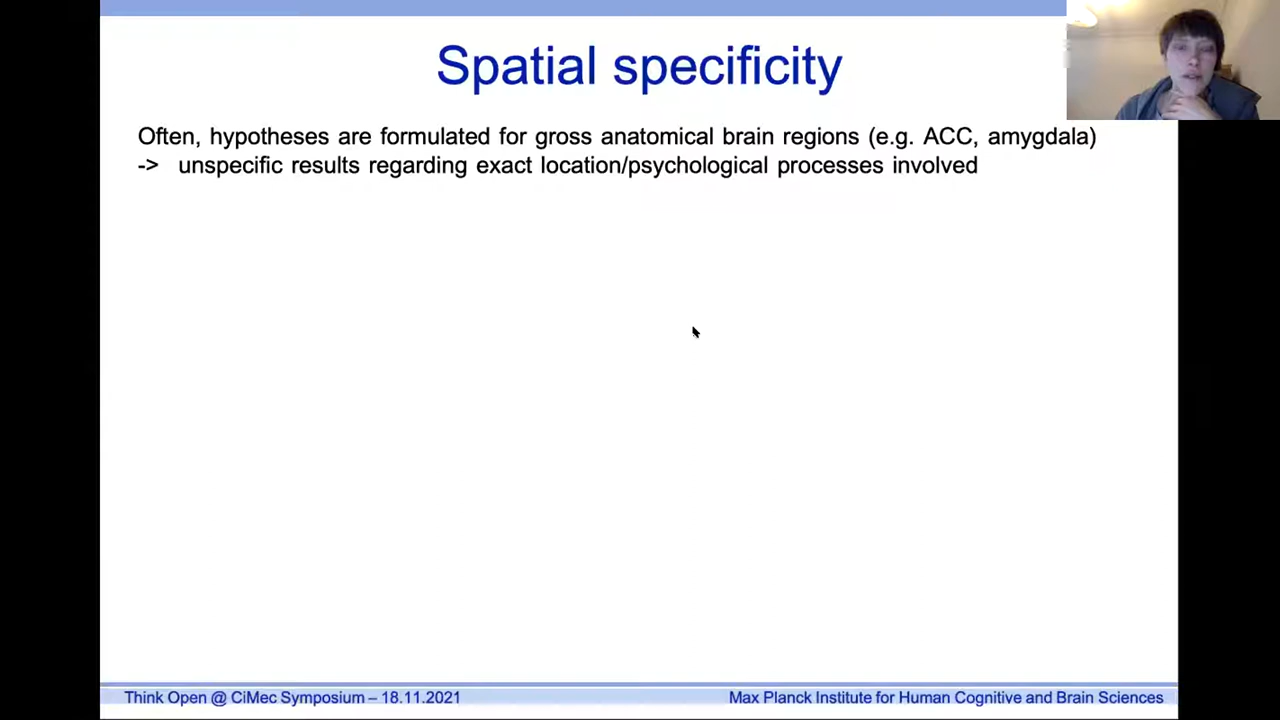 Spatial specificity
Often, hypotheses are formulated for gross anatomical brain regions (e.g. ACC, amygdala)
-> unspecific results regarding exact location/psychological processes involved
Think Open @ CiMec Symposium – 18.11.2021
Max Planck Institute for Human Cognitive and Brain Sciences